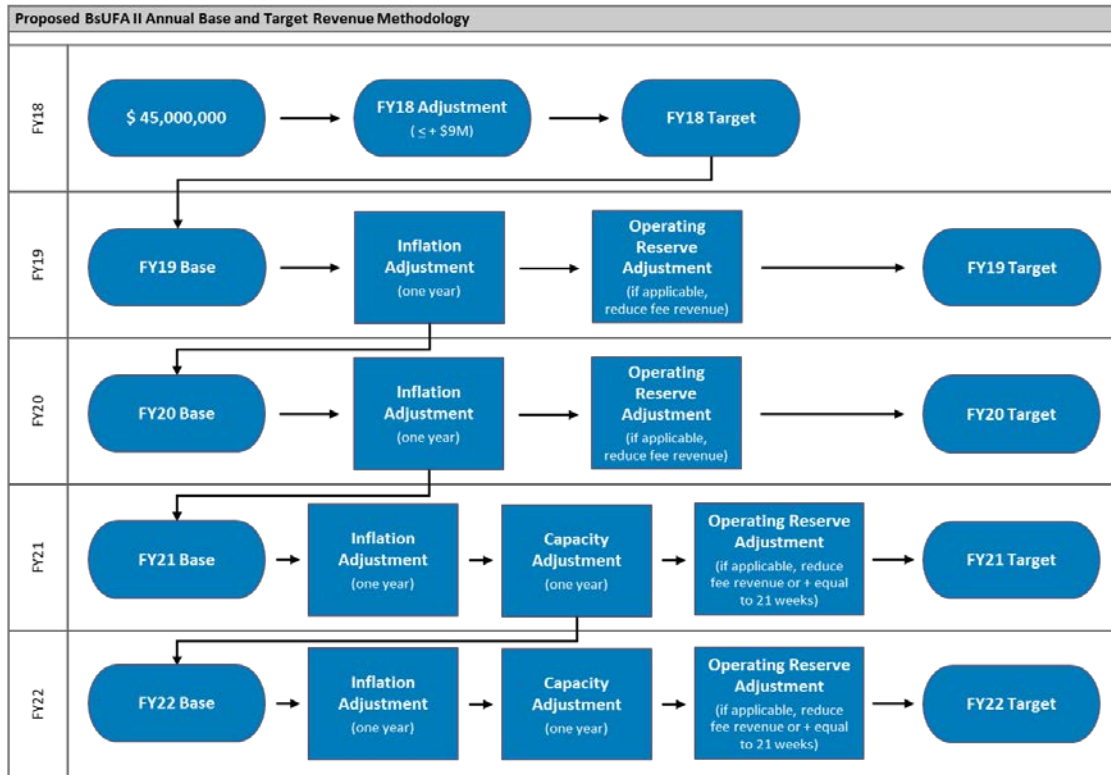 Proposed BsUFA II Annual Base and Target Revenue Methodology
FY18
$ 45,000,000
FY18 Adjustment
( ≤ + $9M)
FY18 Target
FY19
FY19 Base
Inflation
Adjustment
(one year)
Operating
Reserve
Adjustment
(if applicable,
reduce fee revenue)
FY19 Target
FY20
FY20 Base
Inflation
Adjustment
(one year)
Operating
Reserve
Adjustment
(if applicable,
reduce fee revenue)
FY20 Target
FY21
FY21 Base
Inflation
Adjustment
(one year)
Capacity
Adjustment
(one year)
Operating Reserve
Adjustment
(if applicable, reduce
fee revenue or + equal
to 21 weeks)
FY21 Target
FY22
FY22 Base
Inflation
Adjustment
(one year)
Capacity
Adjustment
(one year)
Operating Reserve
Adjustment
(if applicable, reduce
fee revenue or + equal
to 21 weeks)
FY22 Target